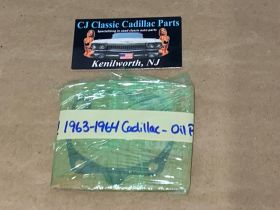 CJ Classic Cadillac Parts
Specializing in used classic auto parts
Kenilworth, NJ
1963-1964 Cadillac - Oil